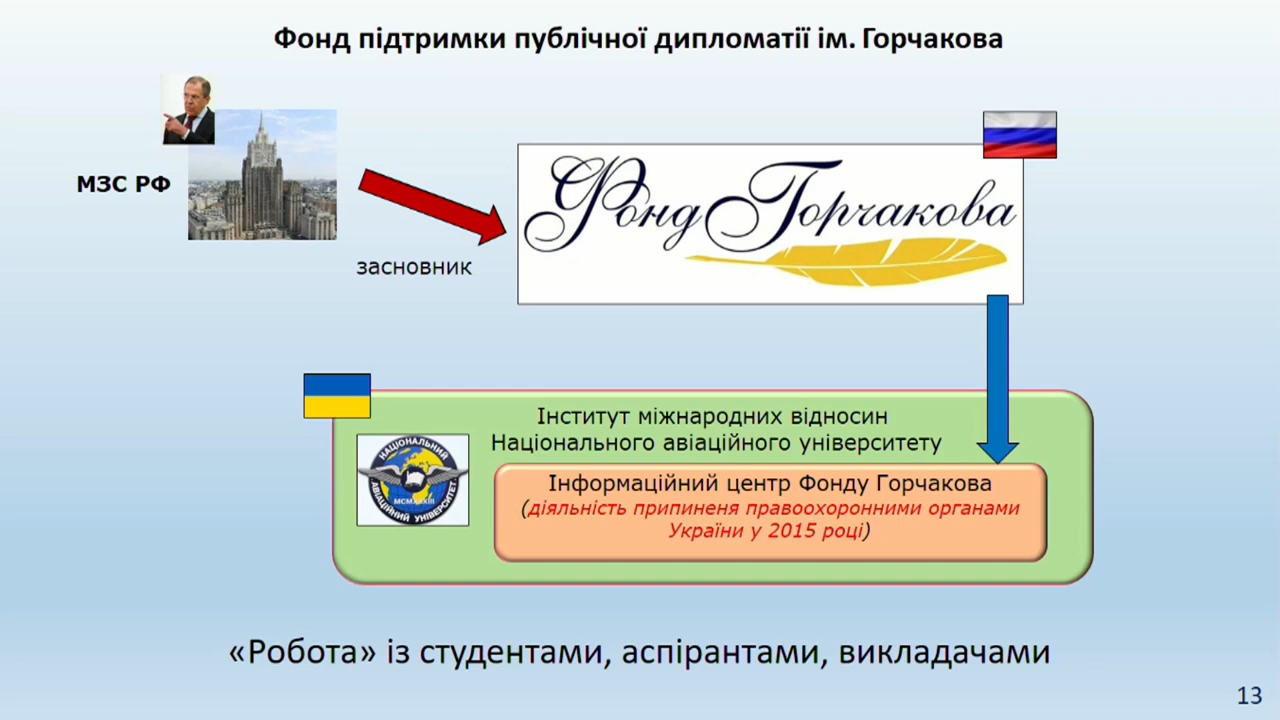 Фонд підтримки публічної дипломатії ім. Горчакова
МЗС РФ
засновник
Фонд Горчакова
Інститут міжнародних відносин
Національного авіаційного університету
НАЦІОНАЛЬНИЙ
АВІАЦІЙНИЙ УНІВЕРСИТЕТ
MCMXXXIII
Інформаційний центр Фонду Горчакова
(діяльність припиненя правоохоронними органами
України у 2015 році)
«Робота» із студентами, аспірантами, викладачами
13